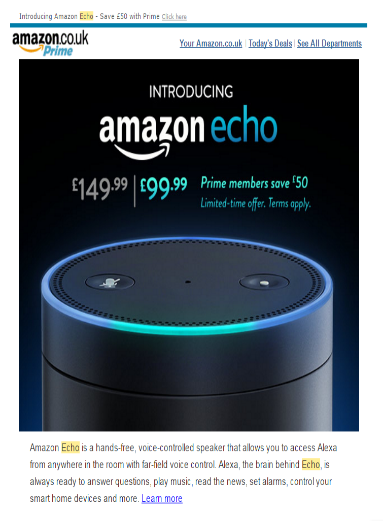 Introducing Amazon Echo - Save £50 with Prime Click here
amazon.co.uk
Prime
Your Amazon.co.uk | Today's Deals | See All Departments
INTRODUCING
amazon echo
£149.99 | £99.99 Prime members save £50
Limited-time offer. Terms apply.
Amazon Echo is a hands-free, voice-controlled speaker that allows you to access Alexa
from anywhere in the room with far-field voice control. Alexa, the brain behind Echo, is
always ready to answer questions, play music, read the news, set alarms, control your
smart home devices and more. Learn more